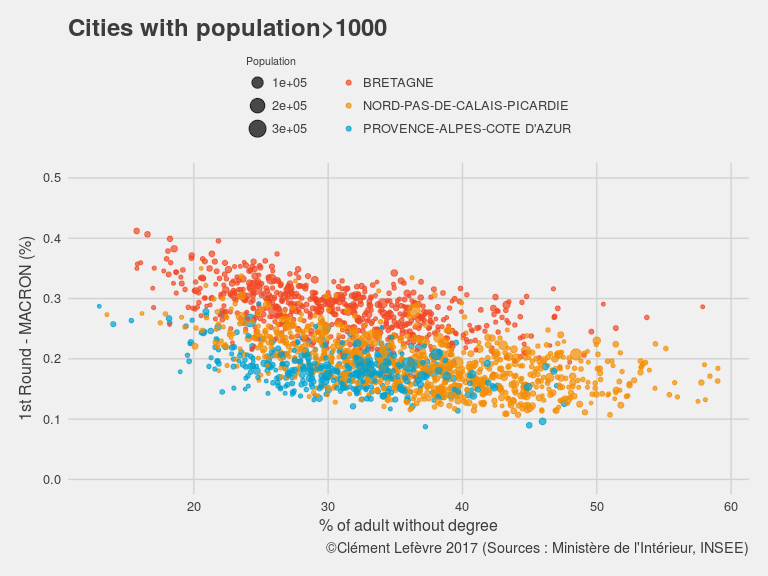 Cities with population>1000
Population
1e+05
2e+05
3e+05
BRETAGNE
NORD-PAS-DE-CALAIS-PICARDIE
PROVENCE-ALPES-COTE D'AZUR
1st Round - MACRON (%)
0.5
0.4
0.3
0.2
0.1
0.0
20
30
40
50
60
% of adult without degree
©Clément Lefèvre 2017 (Sources : Ministère de l'Intérieur, INSEE)